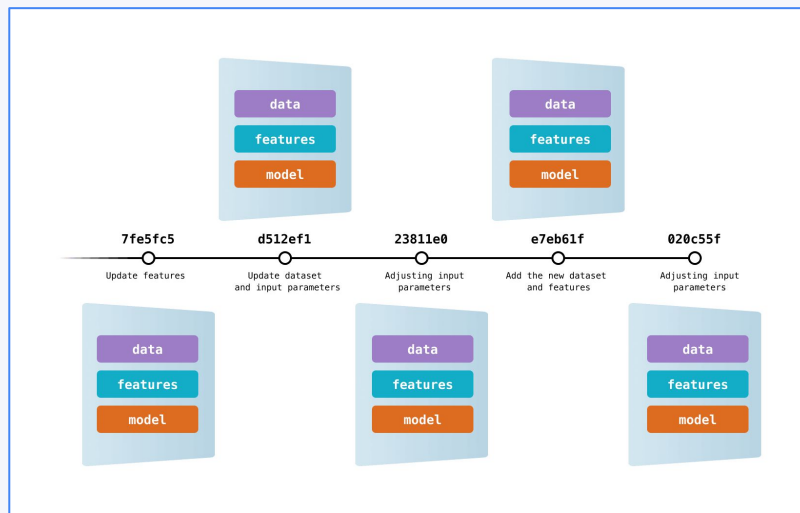 data
features
model
data
features
model
7fe5fc5
d512ef1
23811e0
e7eb61f
020c55f
Update features
Update dataset
and input parameters
Adjusting input
parameters
Add the new dataset
and features
Adjusting input
parameters
data
features
model
data
features
model
data
features
model